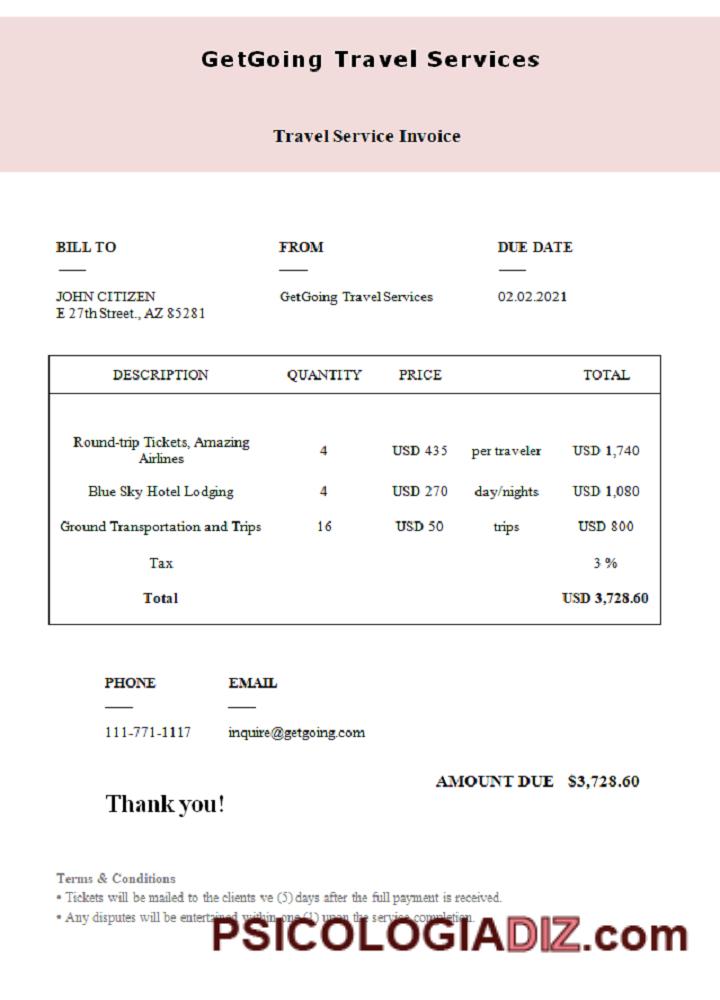 GetGoing Travel Services
Travel Service Invoice
BILL TO FROM DUE DATE
JOHN CITIZEN GetGoing Travel Services 02.02.2021
E 27th Street., AZ 85281
DESCRIPTION QUANTITY PRICE TOTAL
Round-trip Tickets, Amazing
Airlines 4 USD 435 per traveler USD 1,740
Blue Sky Hotel Lodging 4 USD 270 day/nights USD 1,080
Ground Transportation and Trips 16 USD 50 trips USD 800
Tax 3 %
Total USD 3,728.60
PHONE EMAIL
111-771-1117 inquire@getgoing.com
AMOUNT DUE $3,728.60
Thank you!
Terms & Conditions
• Tickets will be mailed to the clients ve (5) days after the full payment is received.
• Any disputes will be entertained within one (1) upon the service completion.
PSICOLOGIADIZ.com